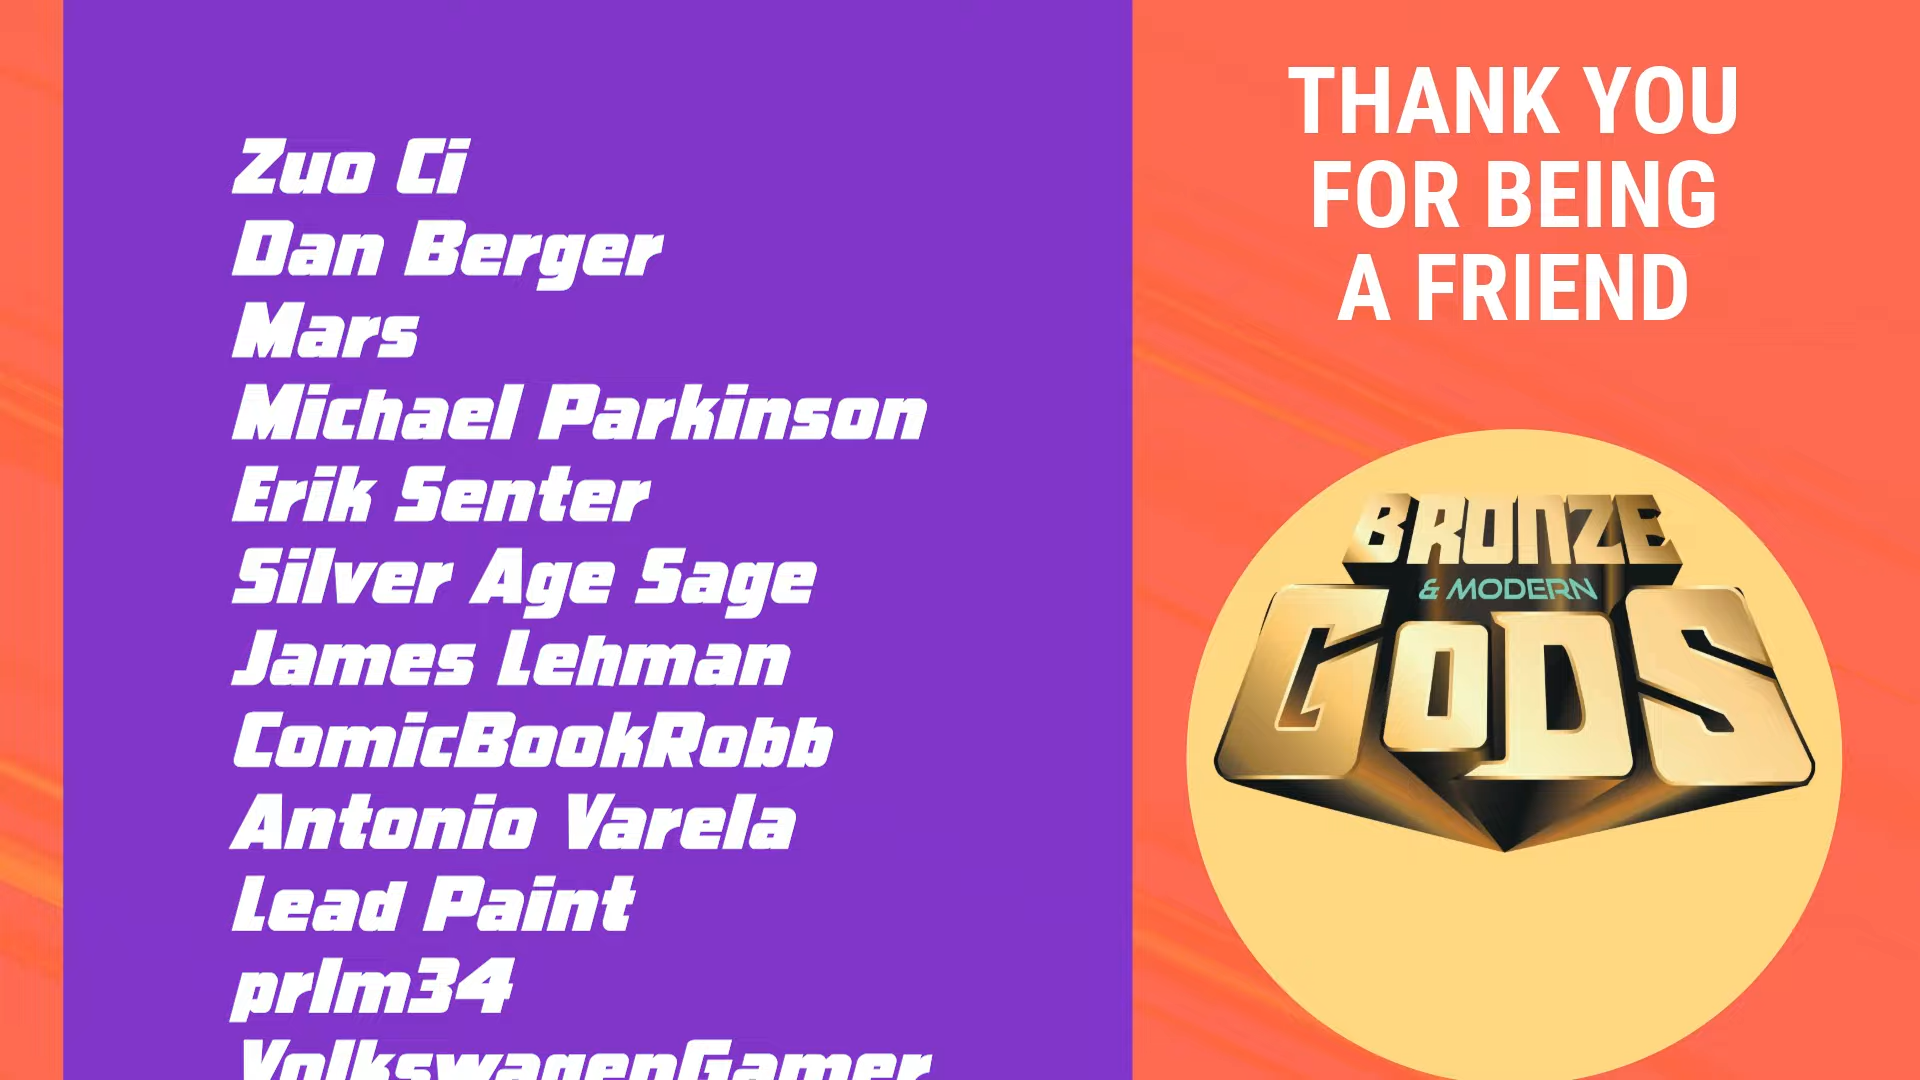 Zuo Ci
Dan Berger
Mars
Michael Parkinson
Erik Senter
Silver Age Sage
James Lehman
ComicBookRobb
Antonio Varela
Lead Paint
prlm34
VolkswagenGamer
THANK YOU
FOR BEING
A FRIEND
BRONZE
& MODERN
GODS